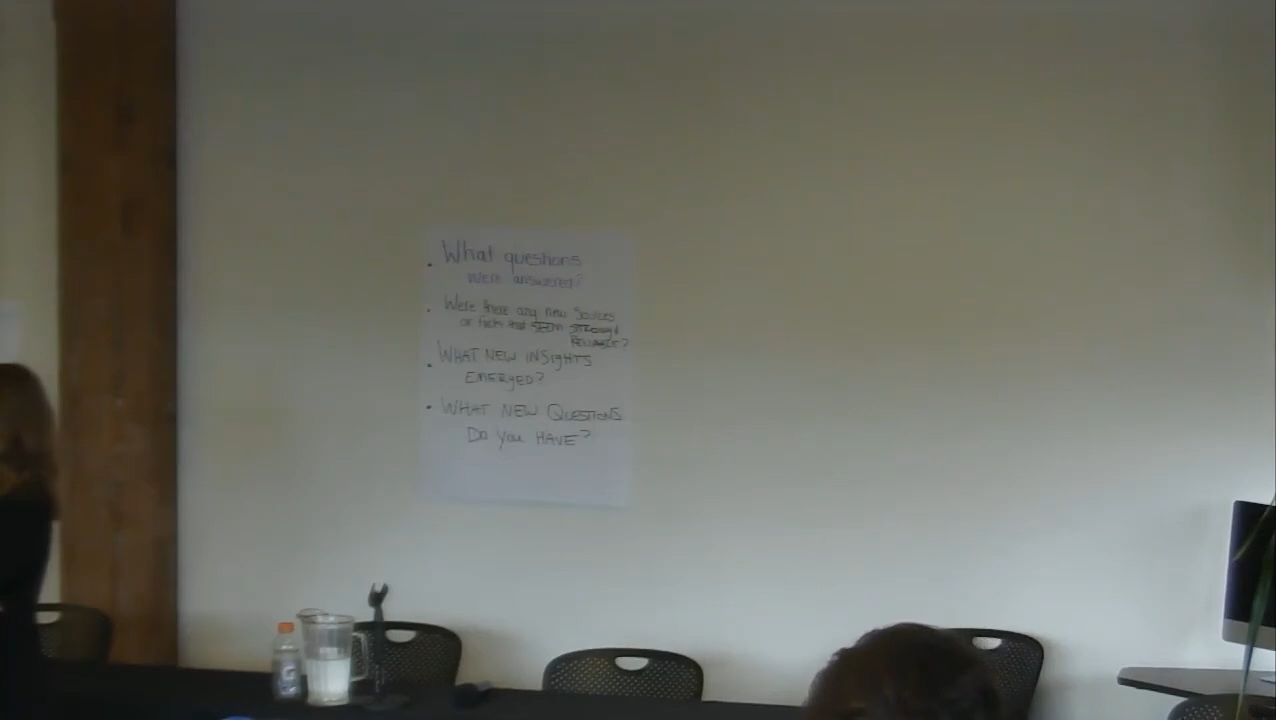 • What questions
were answered?
• Were there any new sources
or facts that seem strong &
RELIABLE?
• WHAT NEW INSIGHTS
EMERGED?
• WHAT NEW QUESTIONS
Do you HAVE?